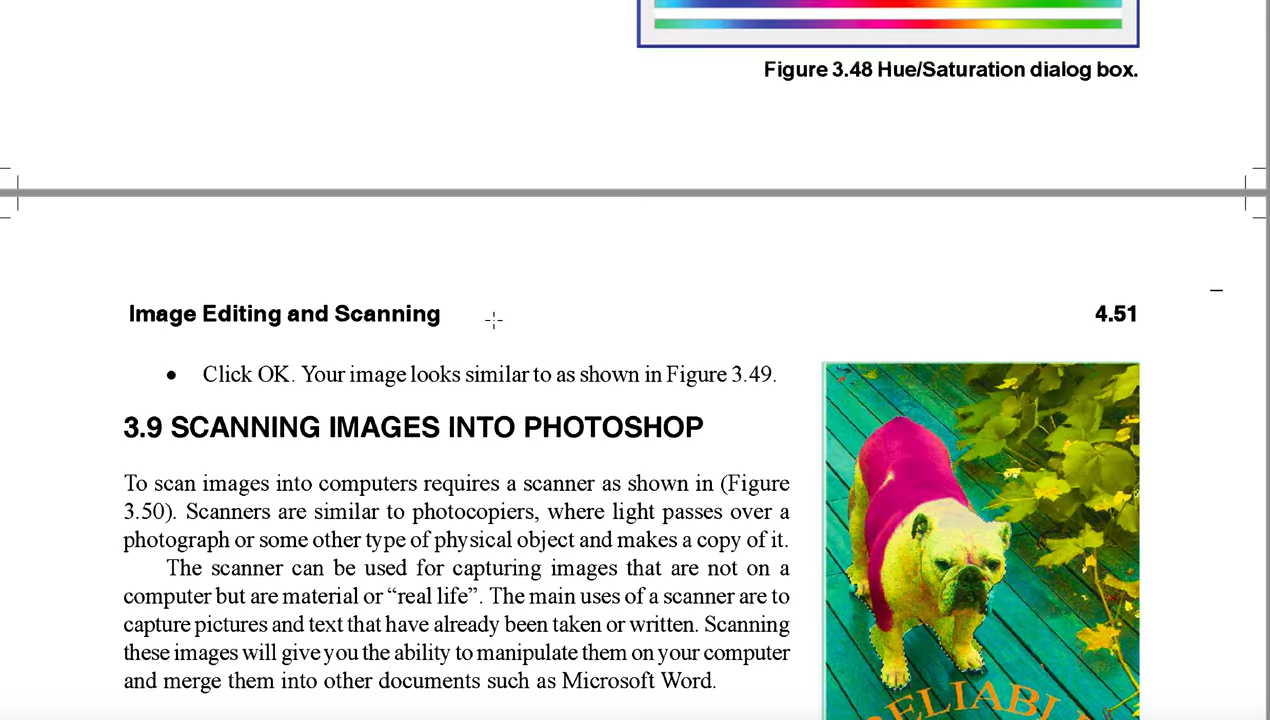 Figure 3.48 Hue/Saturation dialog box.
Image Editing and Scanning 4.51
• Click OK. Your image looks similar to as shown in Figure 3.49.
3.9 SCANNING IMAGES INTO PHOTOSHOP
To scan images into computers requires a scanner as shown in (Figure
3.50). Scanners are similar to photocopiers, where light passes over a
photograph or some other type of physical object and makes a copy of it.
The scanner can be used for capturing images that are not on a
computer but are material or “real life”. The main uses of a scanner are to
capture pictures and text that have already been taken or written. Scanning
these images will give you the ability to manipulate them on your computer
and merge them into other documents such as Microsoft Word.